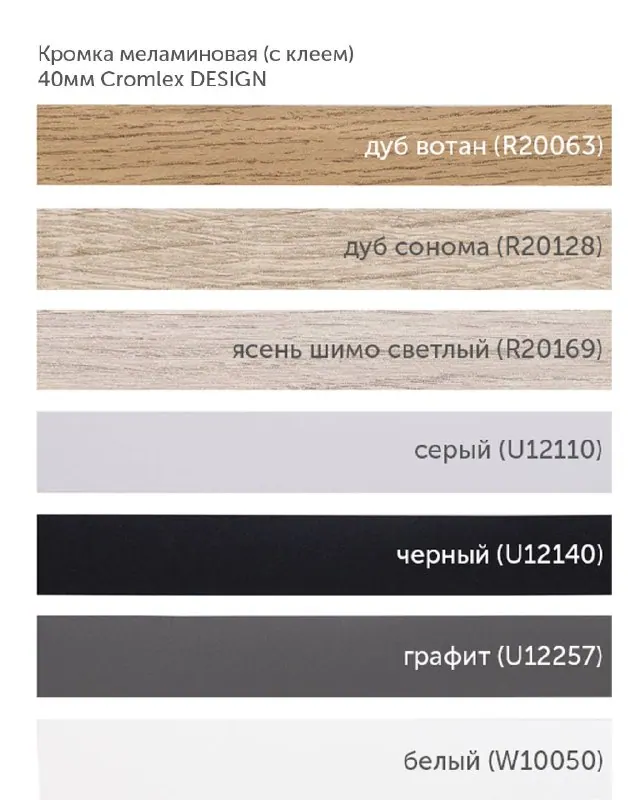 Кромка меламиновая (с клеем)
40мм Cromlex DESIGN
дуб вотан (R20063)
дуб сонома (R20128)
ясень шимо светлый (R20169)
серый (U12110)
черный (U12140)
графит (U12257)
белый (W10050)